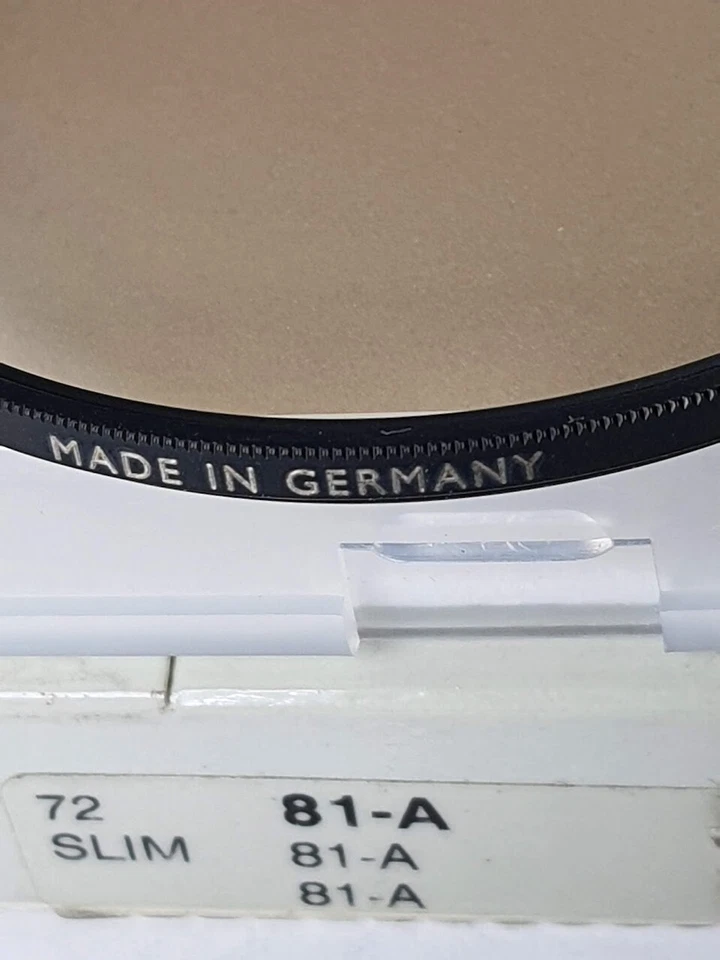 MADE IN GERMANY
72 81-A
SLIM 81-A
81-A